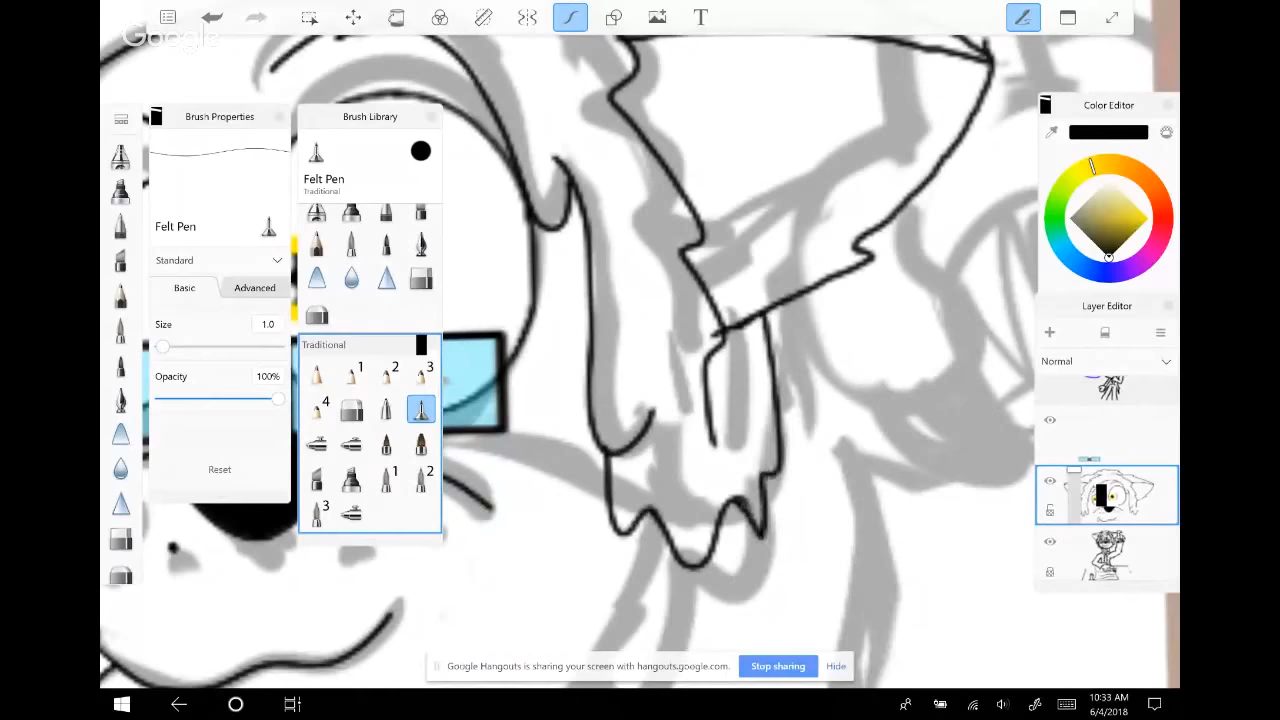 T
Google
Brush Properties
Brush Library
Color Editor
Felt Pen
Traditional
Felt Pen
Standard
Basic
Advanced
Layer Editor
Size
1.0
Traditional
Normal
1
2
3
Opacity
100%
4
Reset
1
2
3
Google Hangouts is sharing your screen with hangouts.google.com.
Stop sharing
Hide
10:33 AM
6/4/2018